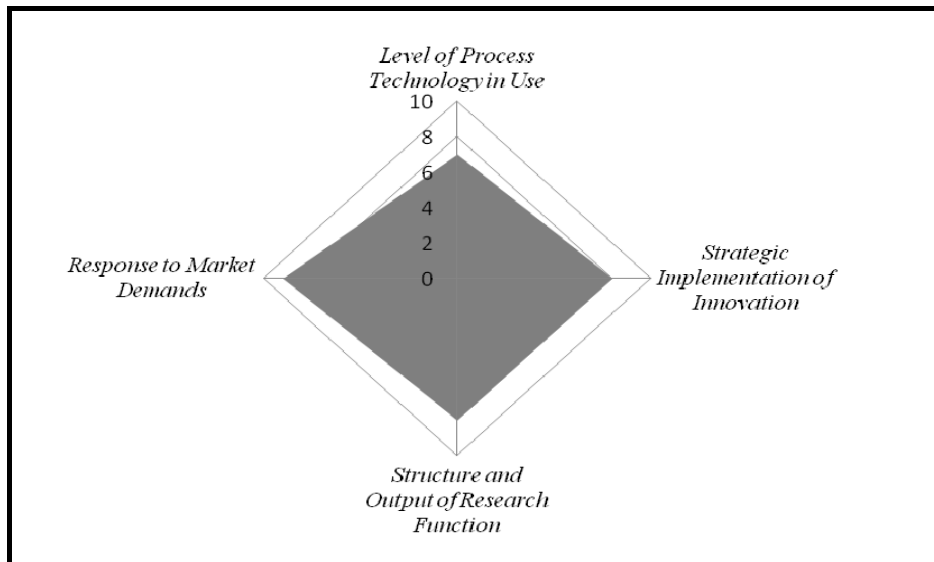 Level of Process
Technology in Use
10
8
6
4
2
0
Response to Market
Demands
Strategic
Implementation of
Innovation
Structure and
Output of Research
Function